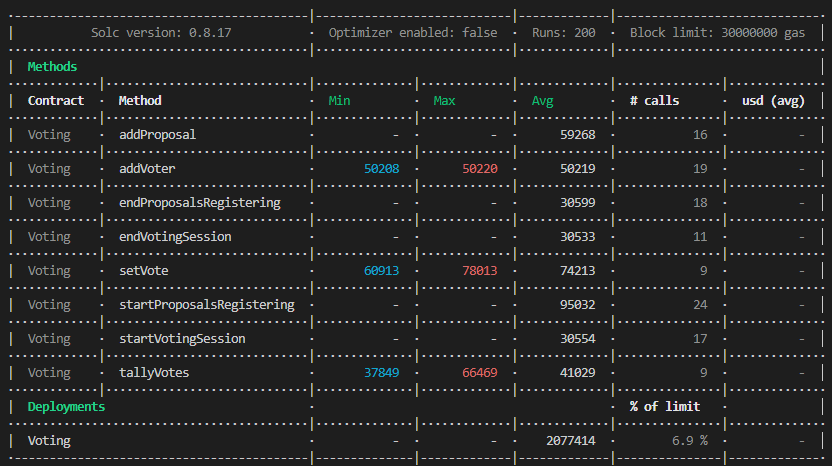 Solc version: 0.8.17 · Optimizer enabled: false · Runs: 200 · Block limit: 30000000 gas
Methods
Contract · Method · Min · Max · Avg · # calls · usd (avg)
Voting · addProposal · - · - · 59268 · 16 · -
Voting · addVoter · 50208 · 50220 · 50219 · 19 · -
Voting · endProposalsRegistering · - · - · 30599 · 18 · -
Voting · endVotingSession · - · - · 30533 · 11 · -
Voting · setVote · 60913 · 78013 · 74213 · 9 · -
Voting · startProposalsRegistering · - · - · 95032 · 24 · -
Voting · startVotingSession · - · - · 30554 · 17 · -
Voting · tallyVotes · 37849 · 66469 · 41029 · 9 · -
Deployments · % of limit
Voting · - · - · 2077414 · 6.9 % · -